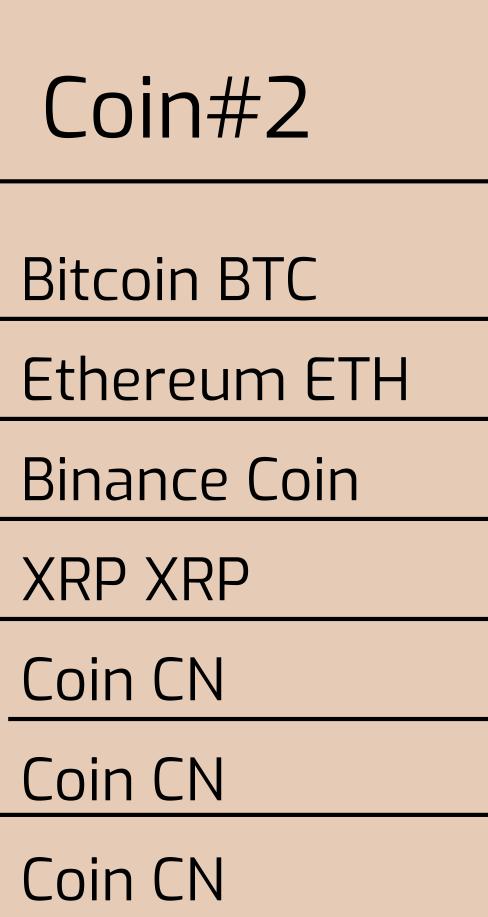 Coin#2
Bitcoin BTC
Ethereum ETH
Binance Coin
XRP XRP
Coin CN
Coin CN
Coin CN